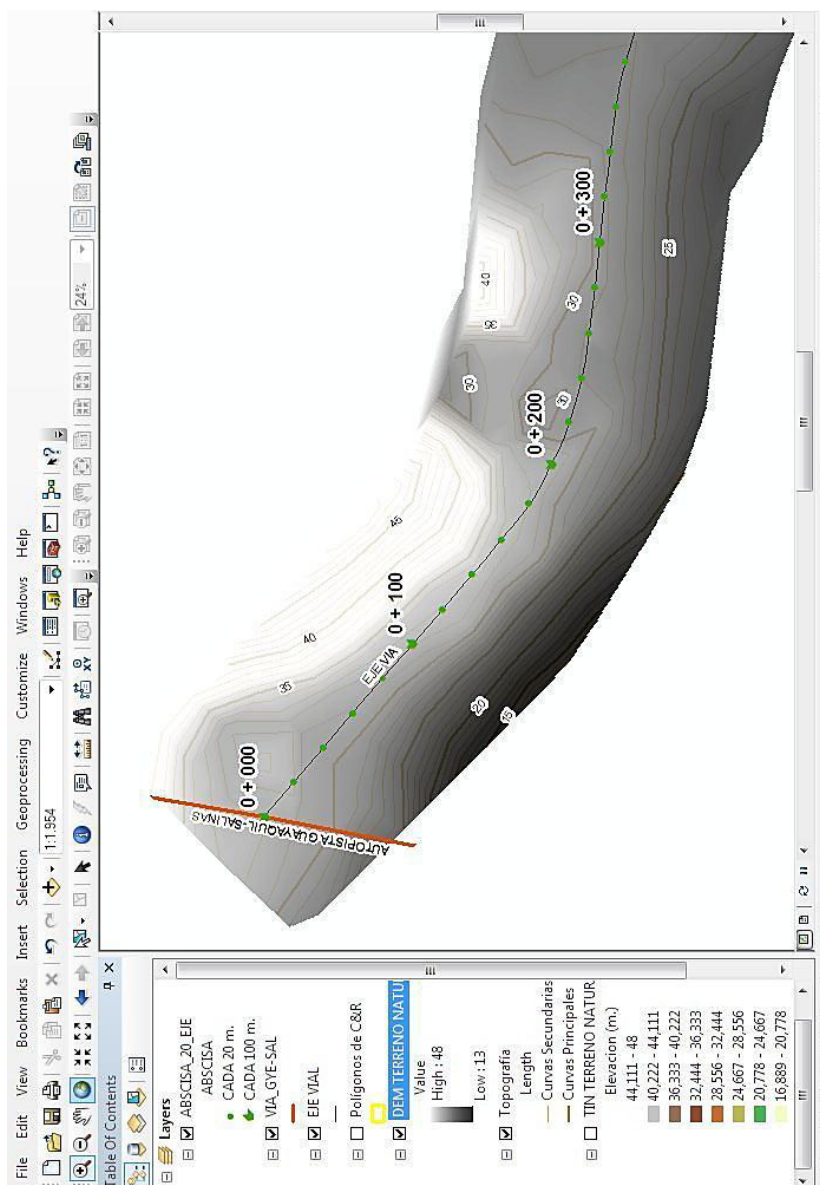 File Edit View Bookmarks Insert Selection Geoprocessing Customize Windows Help
1:1.954
24%
Table Of Contents
Layers
ABSCISA_20_EJE
ABSCISA
CADA 20 m.
CADA 100 m.
VIA_GYE-SAL
EJE VIAL
Polígonos de C&R
DEM TERRENO NATU
Value
High : 48
Low : 13
Topografía
Length
Curvas Secundarias
Curvas Principales
TIN TERRENO NATUR
Elevacion (m.)
44,111 - 48
40,222 - 44,111
36,333 - 40,222
32,444 - 36,333
28,556 - 32,444
24,667 - 28,556
20,778 - 24,667
16,889 - 20,778
AUTOPISTA GUAYAQUIL-SALINAS
0 + 000
35
40
EJE VIA
0 + 100
45
20
15
0 + 200
30
30
35
40
30
0 + 300
25